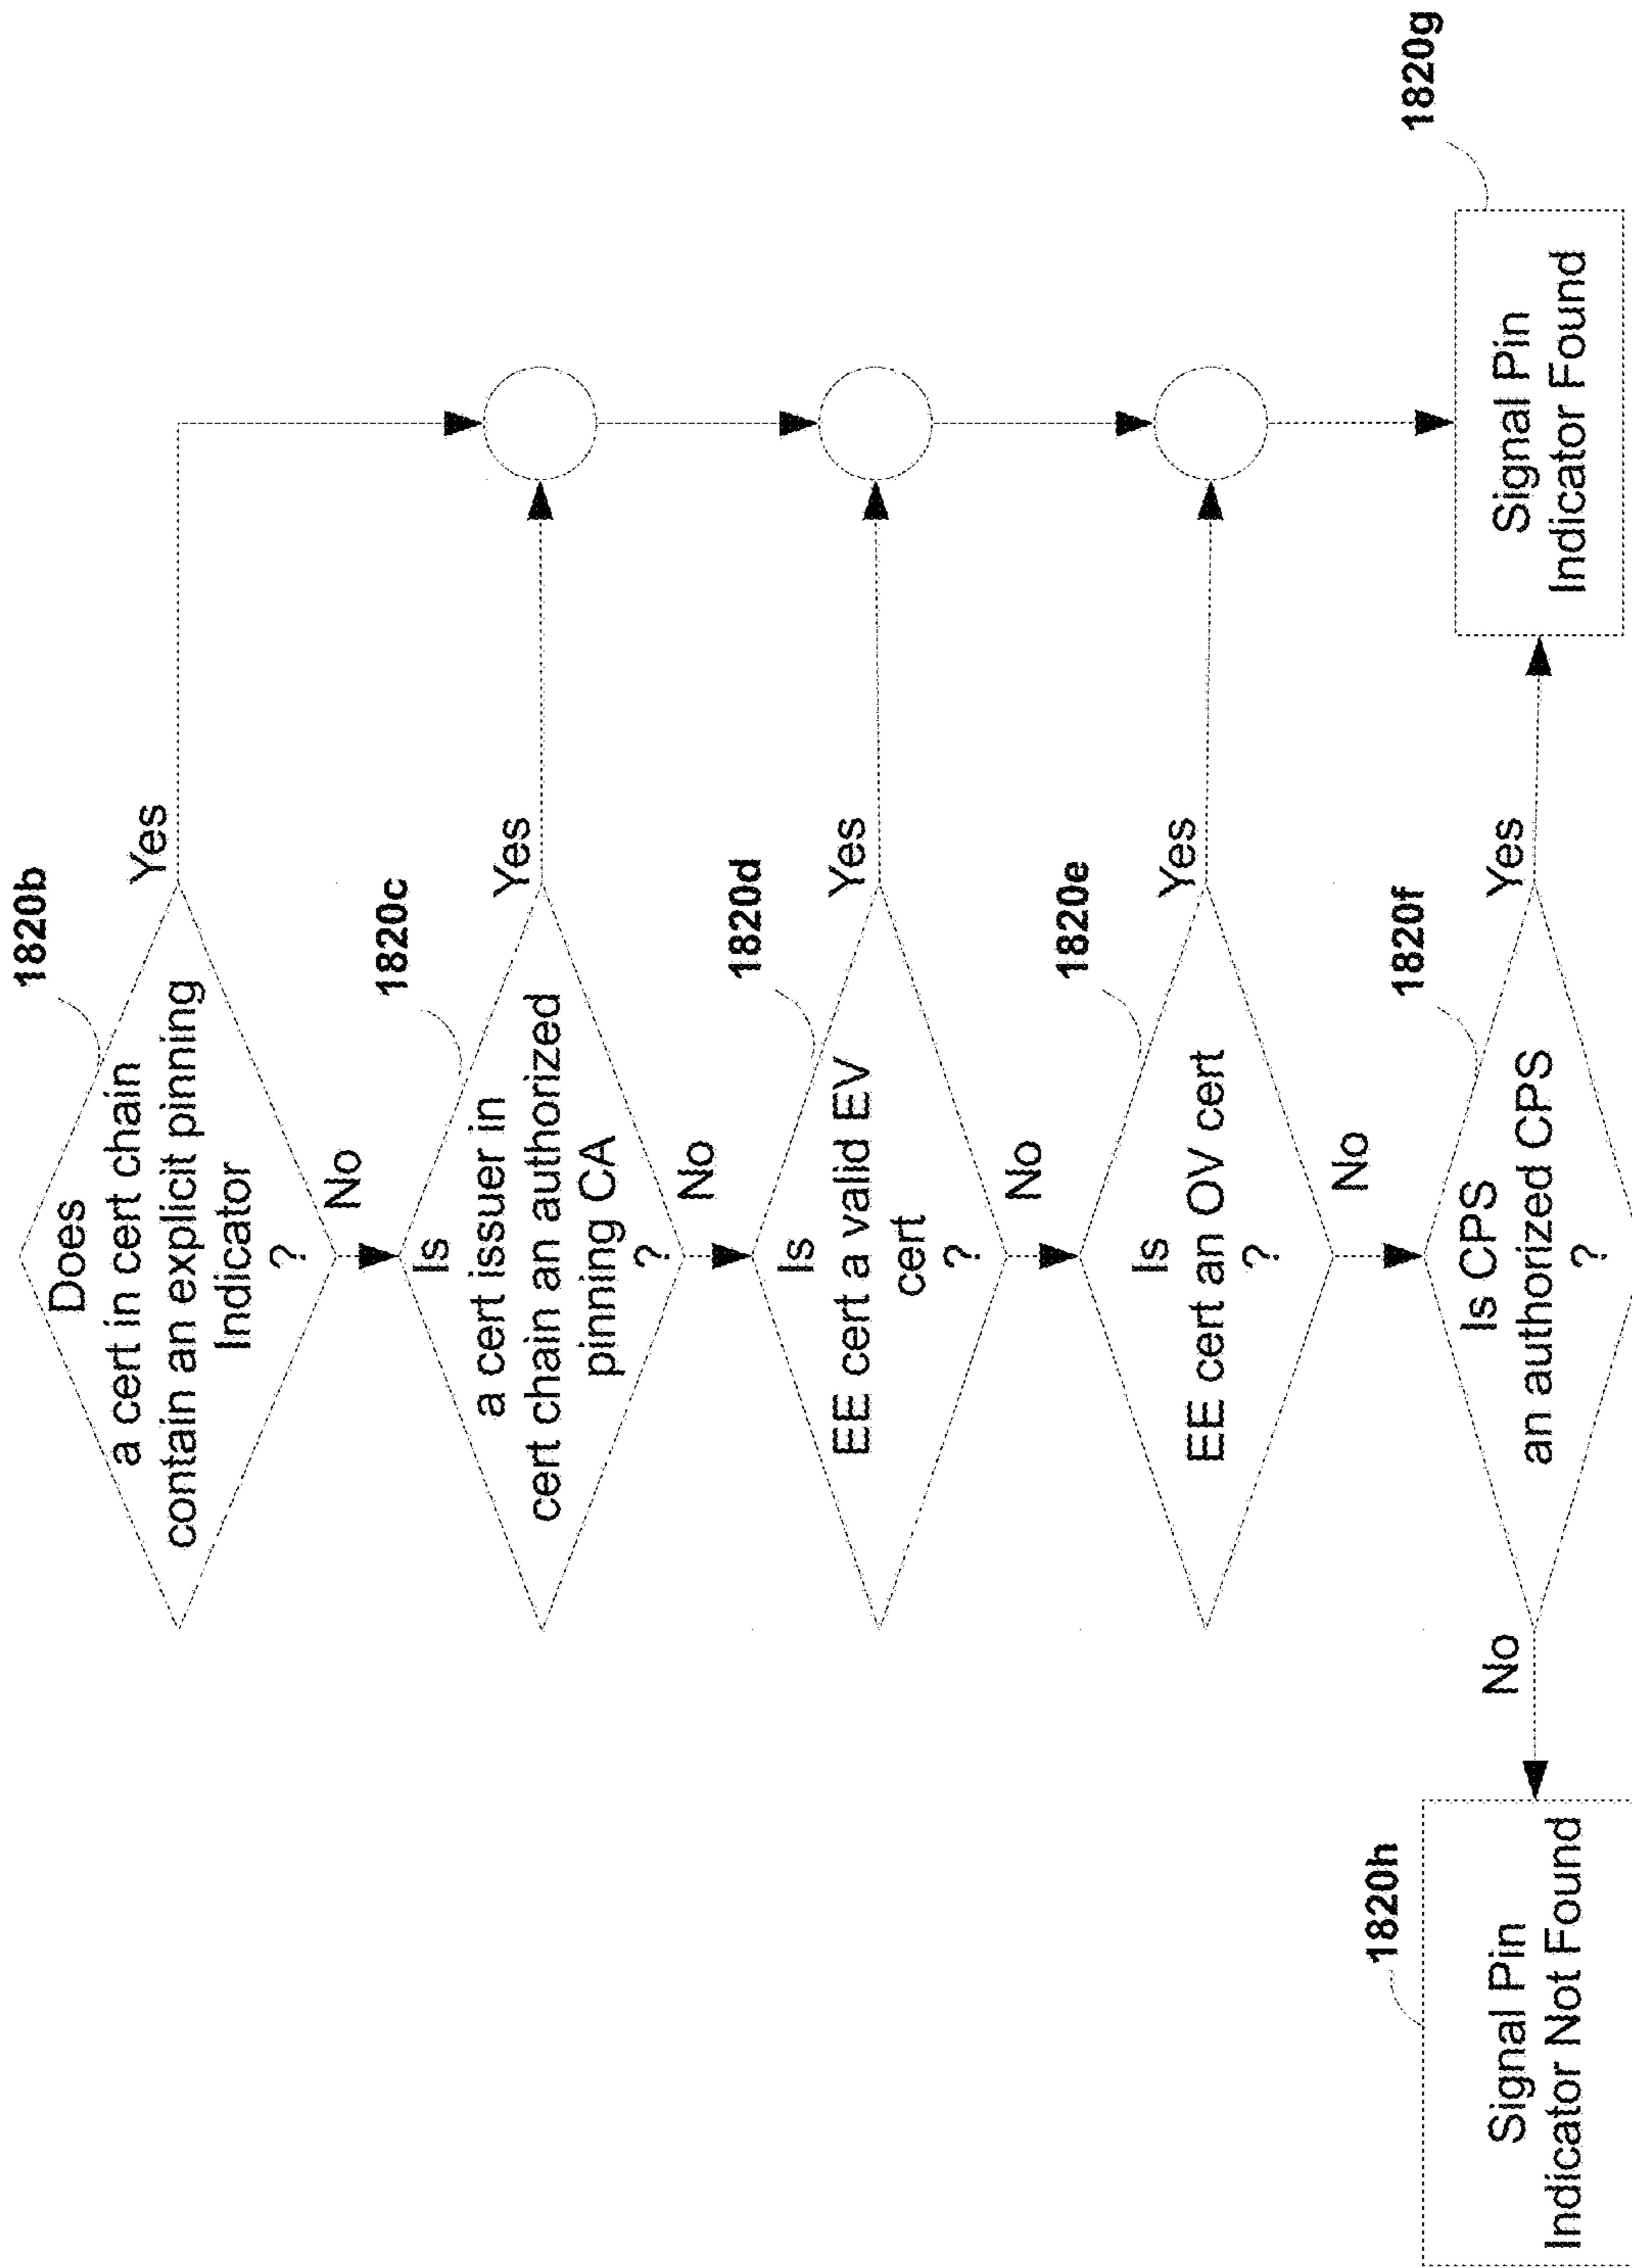 1820b
Does
a cert in cert chain
contain an explicit pinning
Indicator
?
Yes
No
1820c
Is
a cert issuer in
cert chain an authorized
pinning CA
?
Yes
No
1820d
Is
EE cert a valid EV
cert
?
Yes
No
1820e
Is
EE cert an OV cert
?
Yes
No
1820f
Is CPS
an authorized CPS
?
Yes
No
1820g
Signal Pin
Indicator Found
1820h
Signal Pin
Indicator Not Found